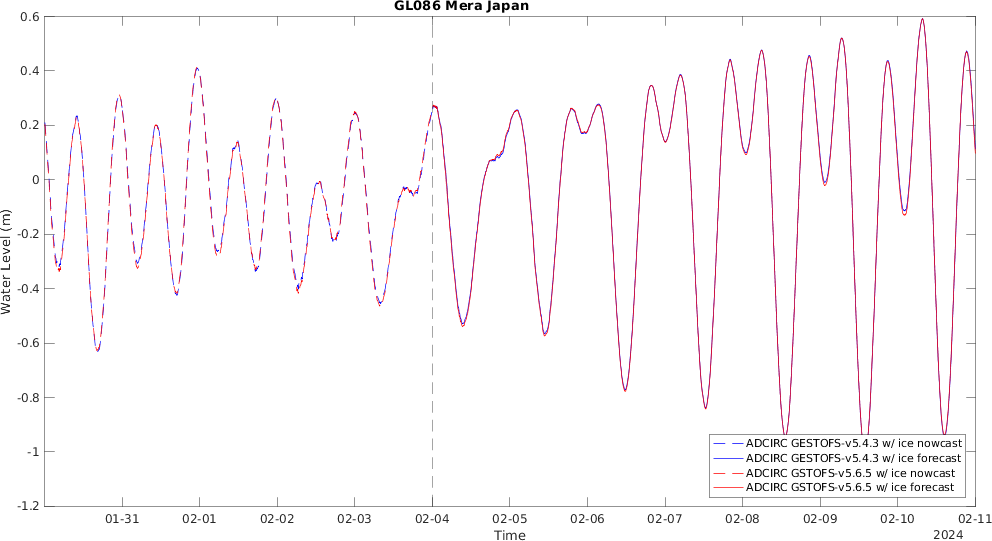 GL086 Mera Japan
0.6
0.4
0.2
0
-0.2
-0.4
-0.6
-0.8
-1
-1.2
Water Level (m)
ADCIRC GESTOFS-v5.4.3 w/ ice nowcast
ADCIRC GESTOFS-v5.4.3 w/ ice forecast
ADCIRC GSTOFS-v5.6.5 w/ ice nowcast
ADCIRC GSTOFS-v5.6.5 w/ ice forecast
01-31 02-01 02-02 02-03 02-04 02-05 02-06 02-07 02-08 02-09 02-10 02-11
Time
2024